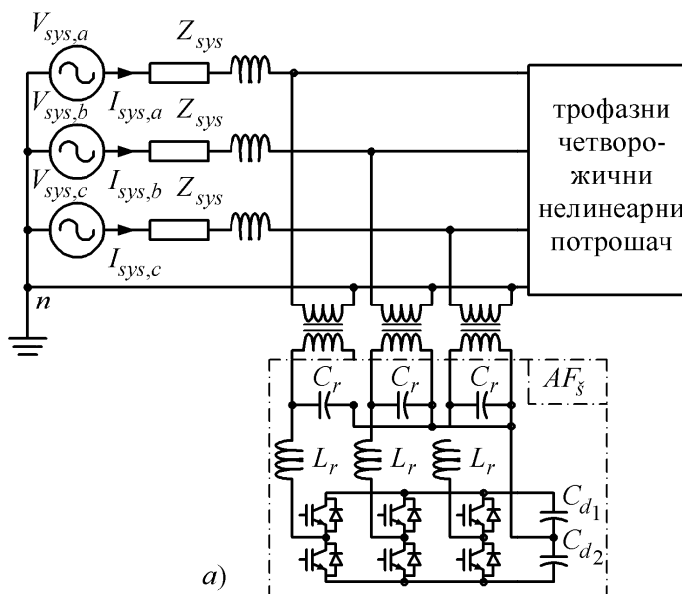 V_sys,a
Z_sys
I_sys,a
V_sys,b
Z_sys
I_sys,b
V_sys,c
Z_sys
I_sys,c
n
трофазни
четворо-
жични
нелинеарни
потрошач
C_r
C_r
C_r
AF_š
L_r
L_r
L_r
C_d1
C_d2
а)